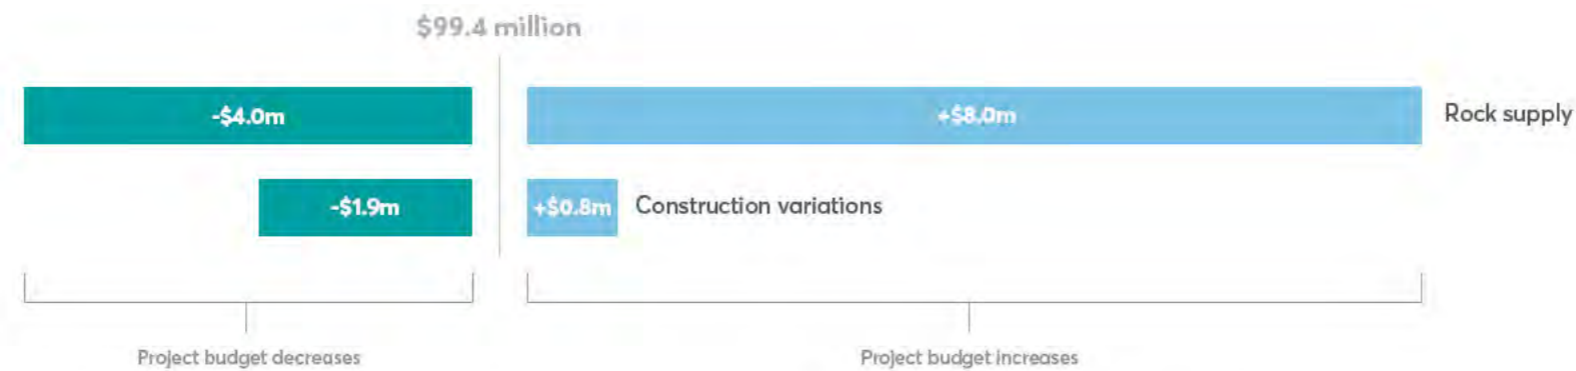 $99.4 million
-$4.0m
+$8.0m
Rock supply
-$1.9m
+$0.8m
Construction variations
Project budget decreases
Project budget increases